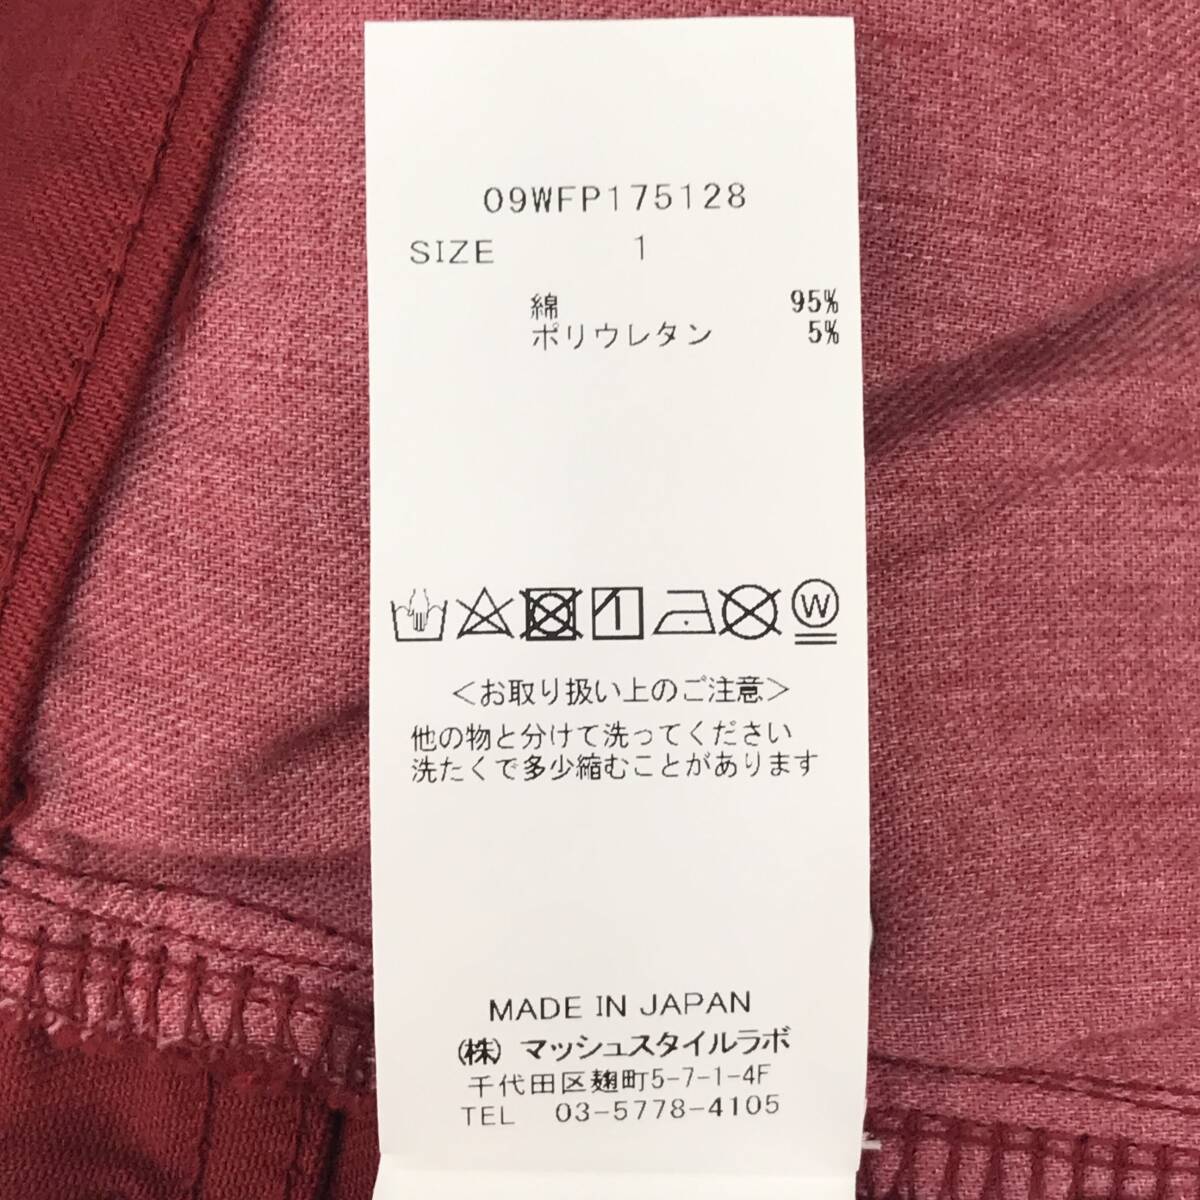 09WFP175128
SIZE 1
綿 95%
ポリウレタン 5%
W
<お取り扱い上のご注意>
他の物と分けて洗ってください
洗たくで多少縮むことがあります
MADE IN JAPAN
(株) マッシュスタイルラボ
千代田区麹町5-7-1-4F
TEL 03-5778-4105